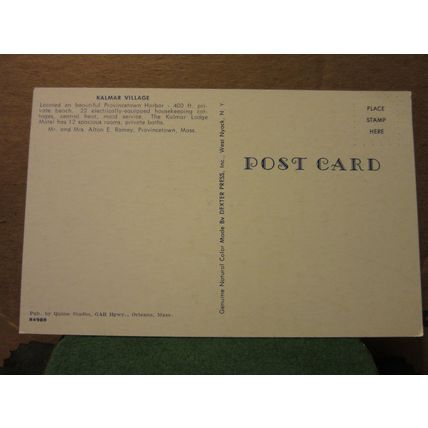 KALMAR VILLAGE
Located on beautiful Provincetown Harbor - 400 ft. pri-
vate beach. 20 electrically-equipped housekeeping cot-
tages, central heat, maid service. The Kalmar Lodge
Motel has 12 spacious rooms, private baths.
Mr. and Mrs. Alton E. Ramey, Provincetown, Mass.
Pub. by Quinn Studio, GAR Hgwy., Orleans, Mass.
Genuine Natural Color Made By DEXTER PRESS, Inc., West Nyack, N. Y.
POST CARD
PLACE
STAMP
HERE